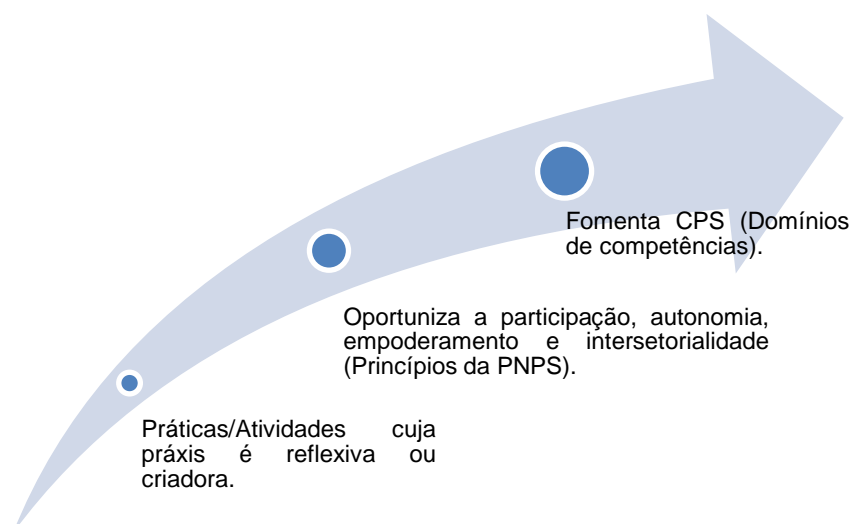 Fomenta CPS (Domínios
de competências).
Oportuniza a participação, autonomia,
empoderamento e intersetorialidade
(Princípios da PNPS).
Práticas/Atividades cuja
práxis é reflexiva ou
criadora.